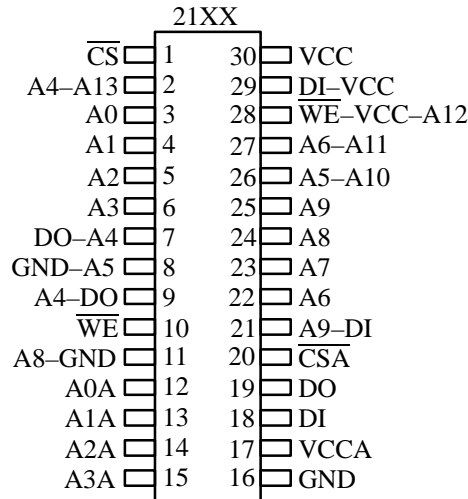 21XX
CS 1 30 VCC
A4–A13 2 29 DI–VCC
A0 3 28 WE–VCC–A12
A1 4 27 A6–A11
A2 5 26 A5–A10
A3 6 25 A9
DO–A4 7 24 A8
GND–A5 8 23 A7
A4–DO 9 22 A6
WE 10 21 A9–DI
A8–GND 11 20 CSA
A0A 12 19 DO
A1A 13 18 DI
A2A 14 17 VCCA
A3A 15 16 GND